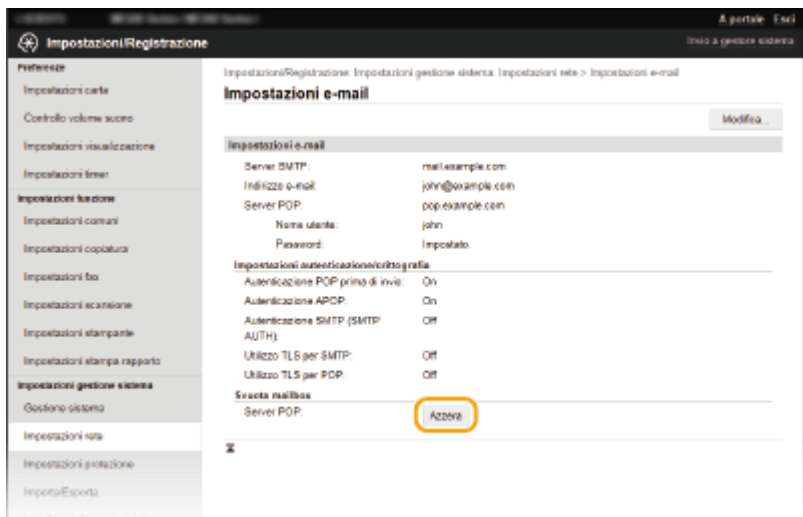 A portale Esci
Impostazioni/Registrazione
Invio a gestore sistema
Preferenze
Impostazioni carta
Controllo volume suono
Impostazioni visualizzazione
Impostazioni timer
Impostazioni funzione
Impostazioni comuni
Impostazioni copiatura
Impostazioni fax
Impostazioni scansione
Impostazioni stampante
Impostazioni stampa rapporto
Impostazioni gestione sistema
Gestione sistema
Impostazioni rete
Impostazioni protezione
Importa/Esporta
Impostazioni/Registrazione: Impostazioni gestione sistema: Impostazioni rete > Impostazioni e-mail
Impostazioni e-mail
Modifica...
Impostazioni e-mail
Server SMTP: mail.example.com
Indirizzo e-mail: john@example.com
Server POP: pop.example.com
Nome utente: john
Password: Impostato.
Impostazioni autenticazione/crittografia
Autenticazione POP prima di invio: On
Autenticazione APOP: On
Autenticazione SMTP (SMTP Off
AUTH):
Utilizzo TLS per SMTP: Off
Utilizzo TLS per POP: Off
Svuota mailbox
Server POP: Azzera